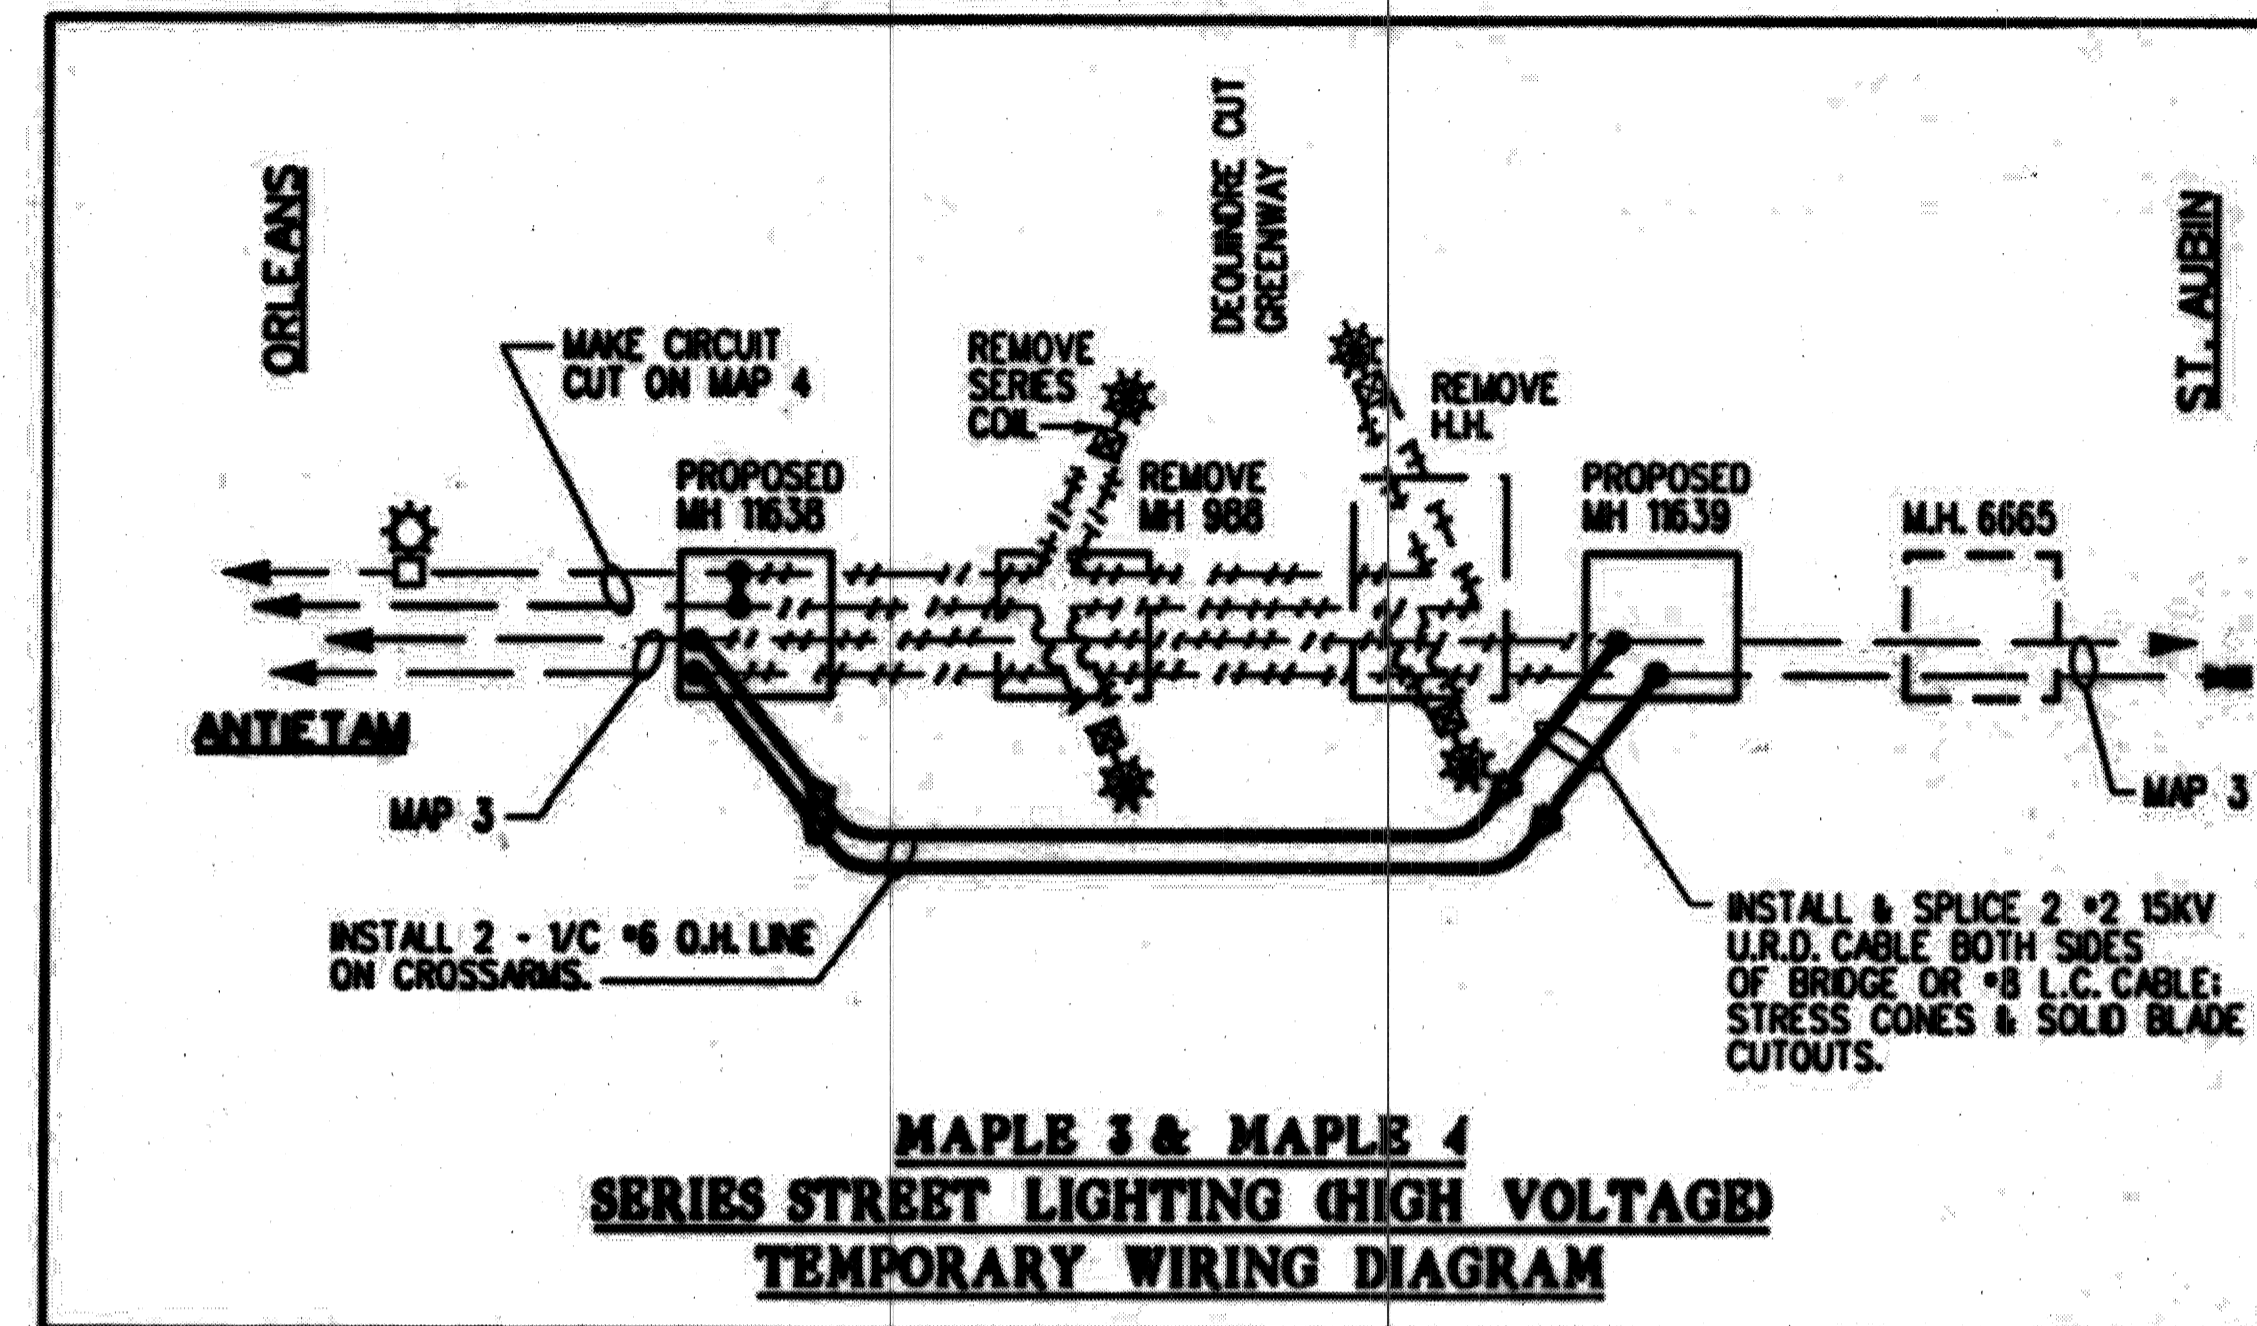 ORLEANS
MAKE CIRCUIT
CUT ON MAP 4
REMOVE
SERIES
COIL
DEQUINDRE CUT
GREENWAY
REMOVE
H.H.
ST. AUBIN
PROPOSED
MH 11638
REMOVE
MH 988
PROPOSED
MH 11639
M.H. 6665
ANTIETAM
MAP 3
MAP 3
INSTALL 2 - 1/C #6 O.H. LINE
ON CROSSARMS.
INSTALL & SPLICE 2 #2 15KV
U.R.D. CABLE BOTH SIDES
OF BRIDGE OR #8 L.C. CABLE:
STRESS CONES & SOLID BLADE
CUTOUTS.
MAPLE 3 & MAPLE 4
SERIES STREET LIGHTING (HIGH VOLTAGE)
TEMPORARY WIRING DIAGRAM